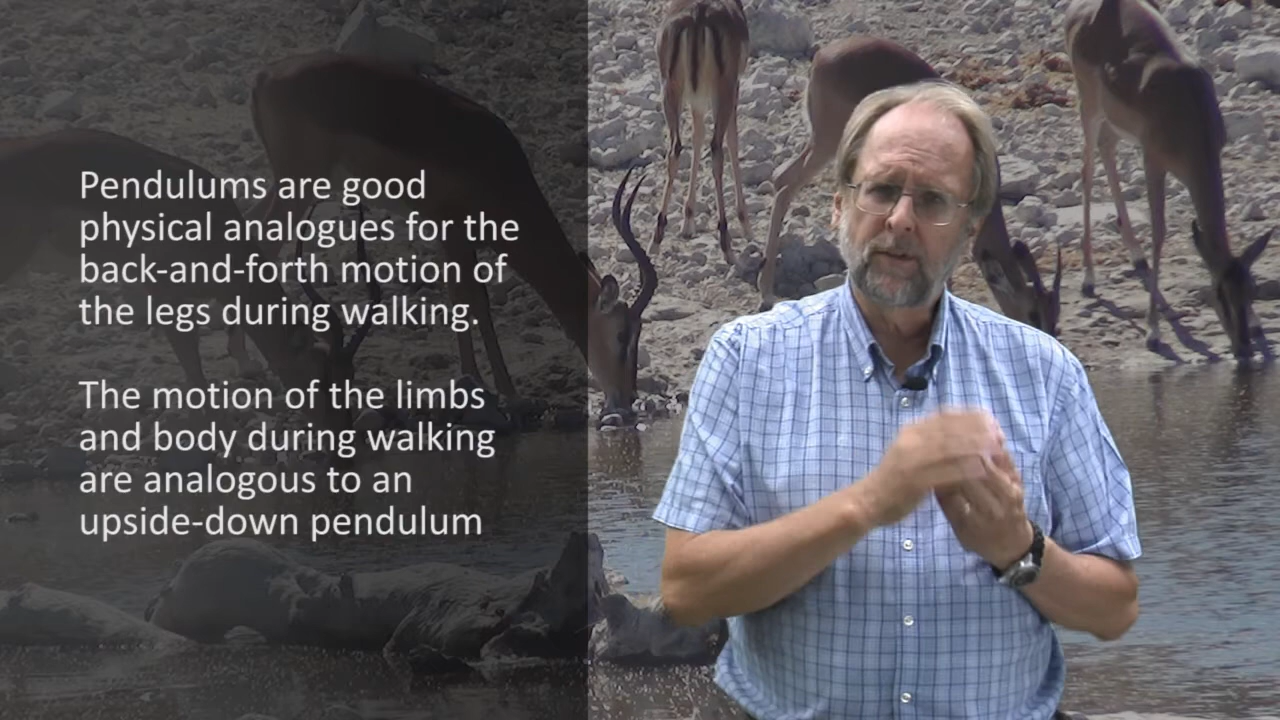 Pendulums are good
physical analogues for the
back-and-forth motion of
the legs during walking.
The motion of the limbs
and body during walking
are analogous to an
upside-down pendulum